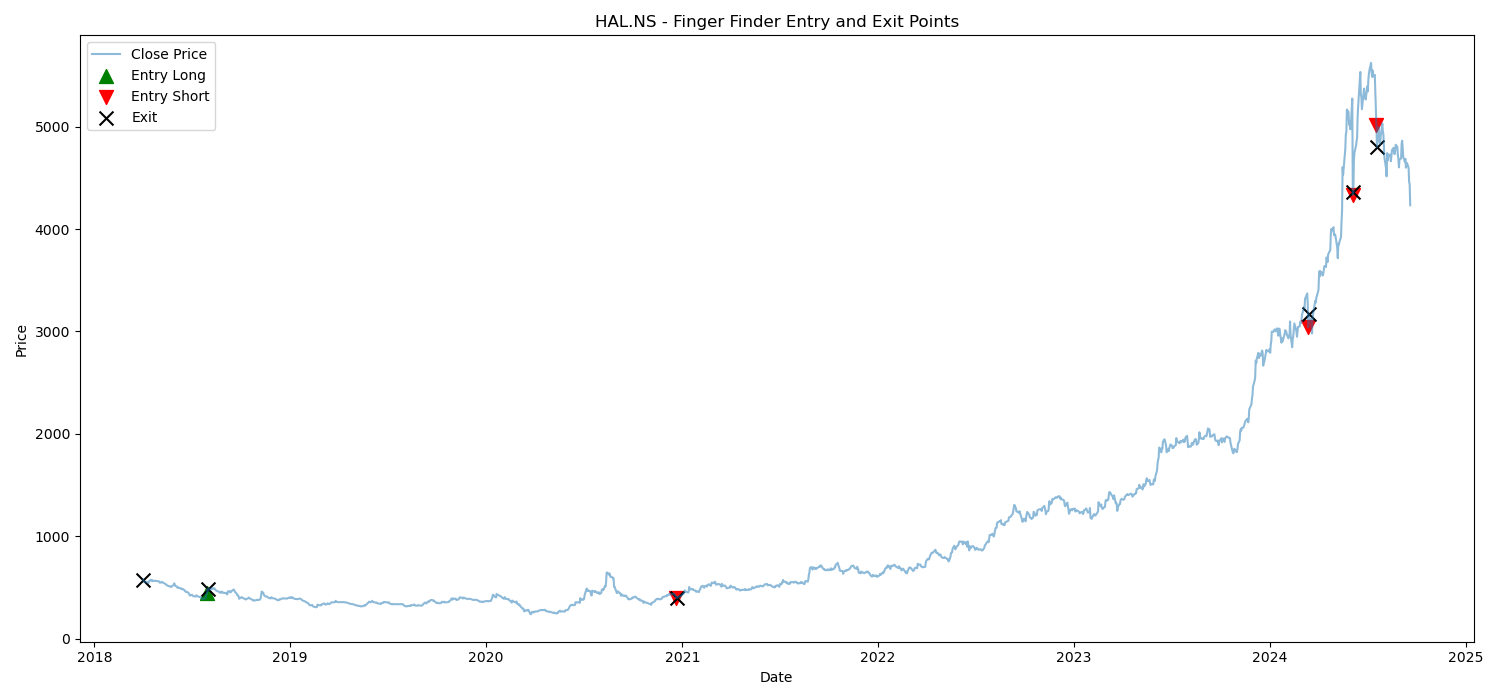 HAL.NS - Finger Finder Entry and Exit Points
Close Price
Entry Long
Entry Short
Exit
5000
4000
3000
2000
1000
0
Price
2018 2019 2020 2021 2022 2023 2024 2025
Date